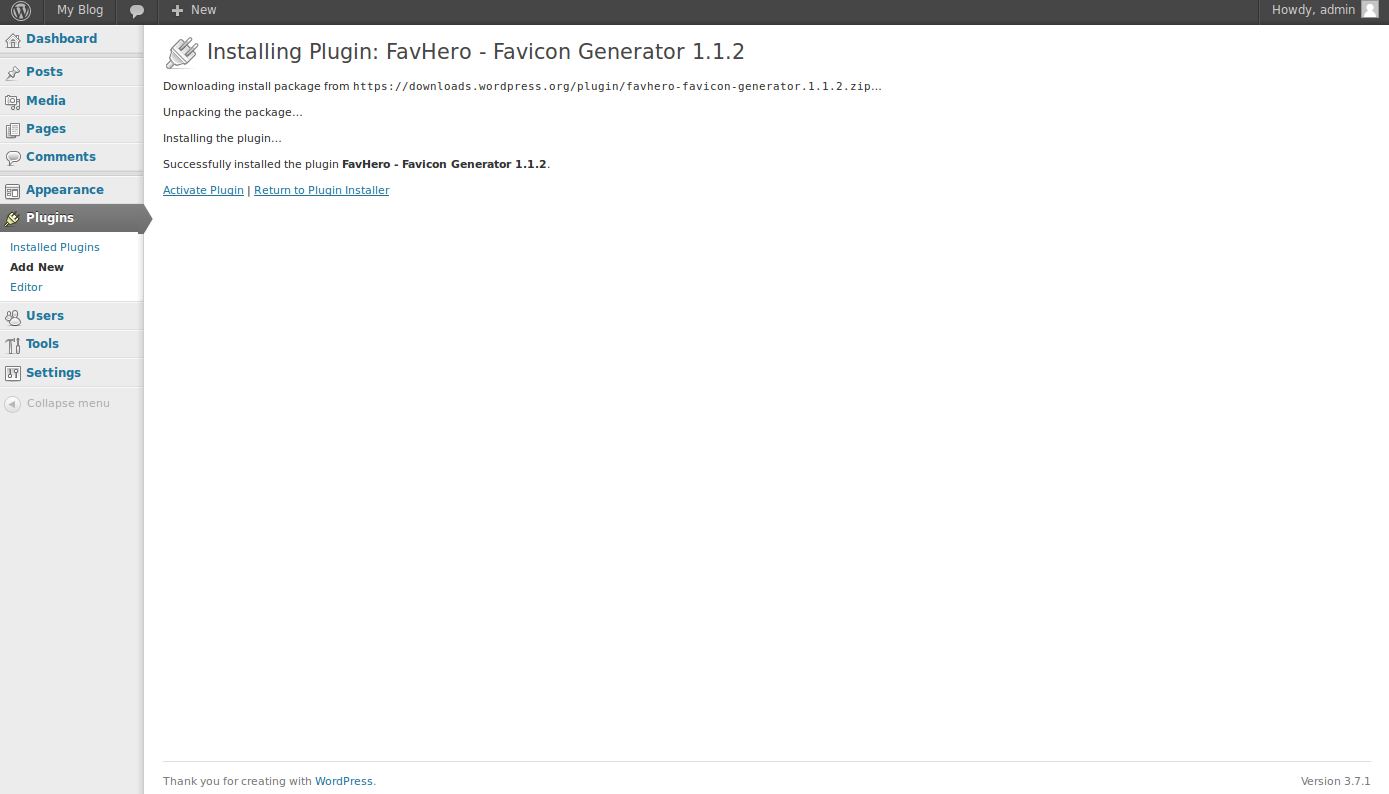 My Blog
New
Howdy, admin
Dashboard
Posts
Media
Pages
Comments
Appearance
Plugins
Installed Plugins
Add New
Editor
Users
Tools
Settings
Collapse menu
Installing Plugin: FavHero - Favicon Generator 1.1.2
Downloading install package from https://downloads.wordpress.org/plugin/favhero-favicon-generator.1.1.2.zip…
Unpacking the package…
Installing the plugin…
Successfully installed the plugin FavHero - Favicon Generator 1.1.2.
Activate Plugin | Return to Plugin Installer
Thank you for creating with WordPress.
Version 3.7.1